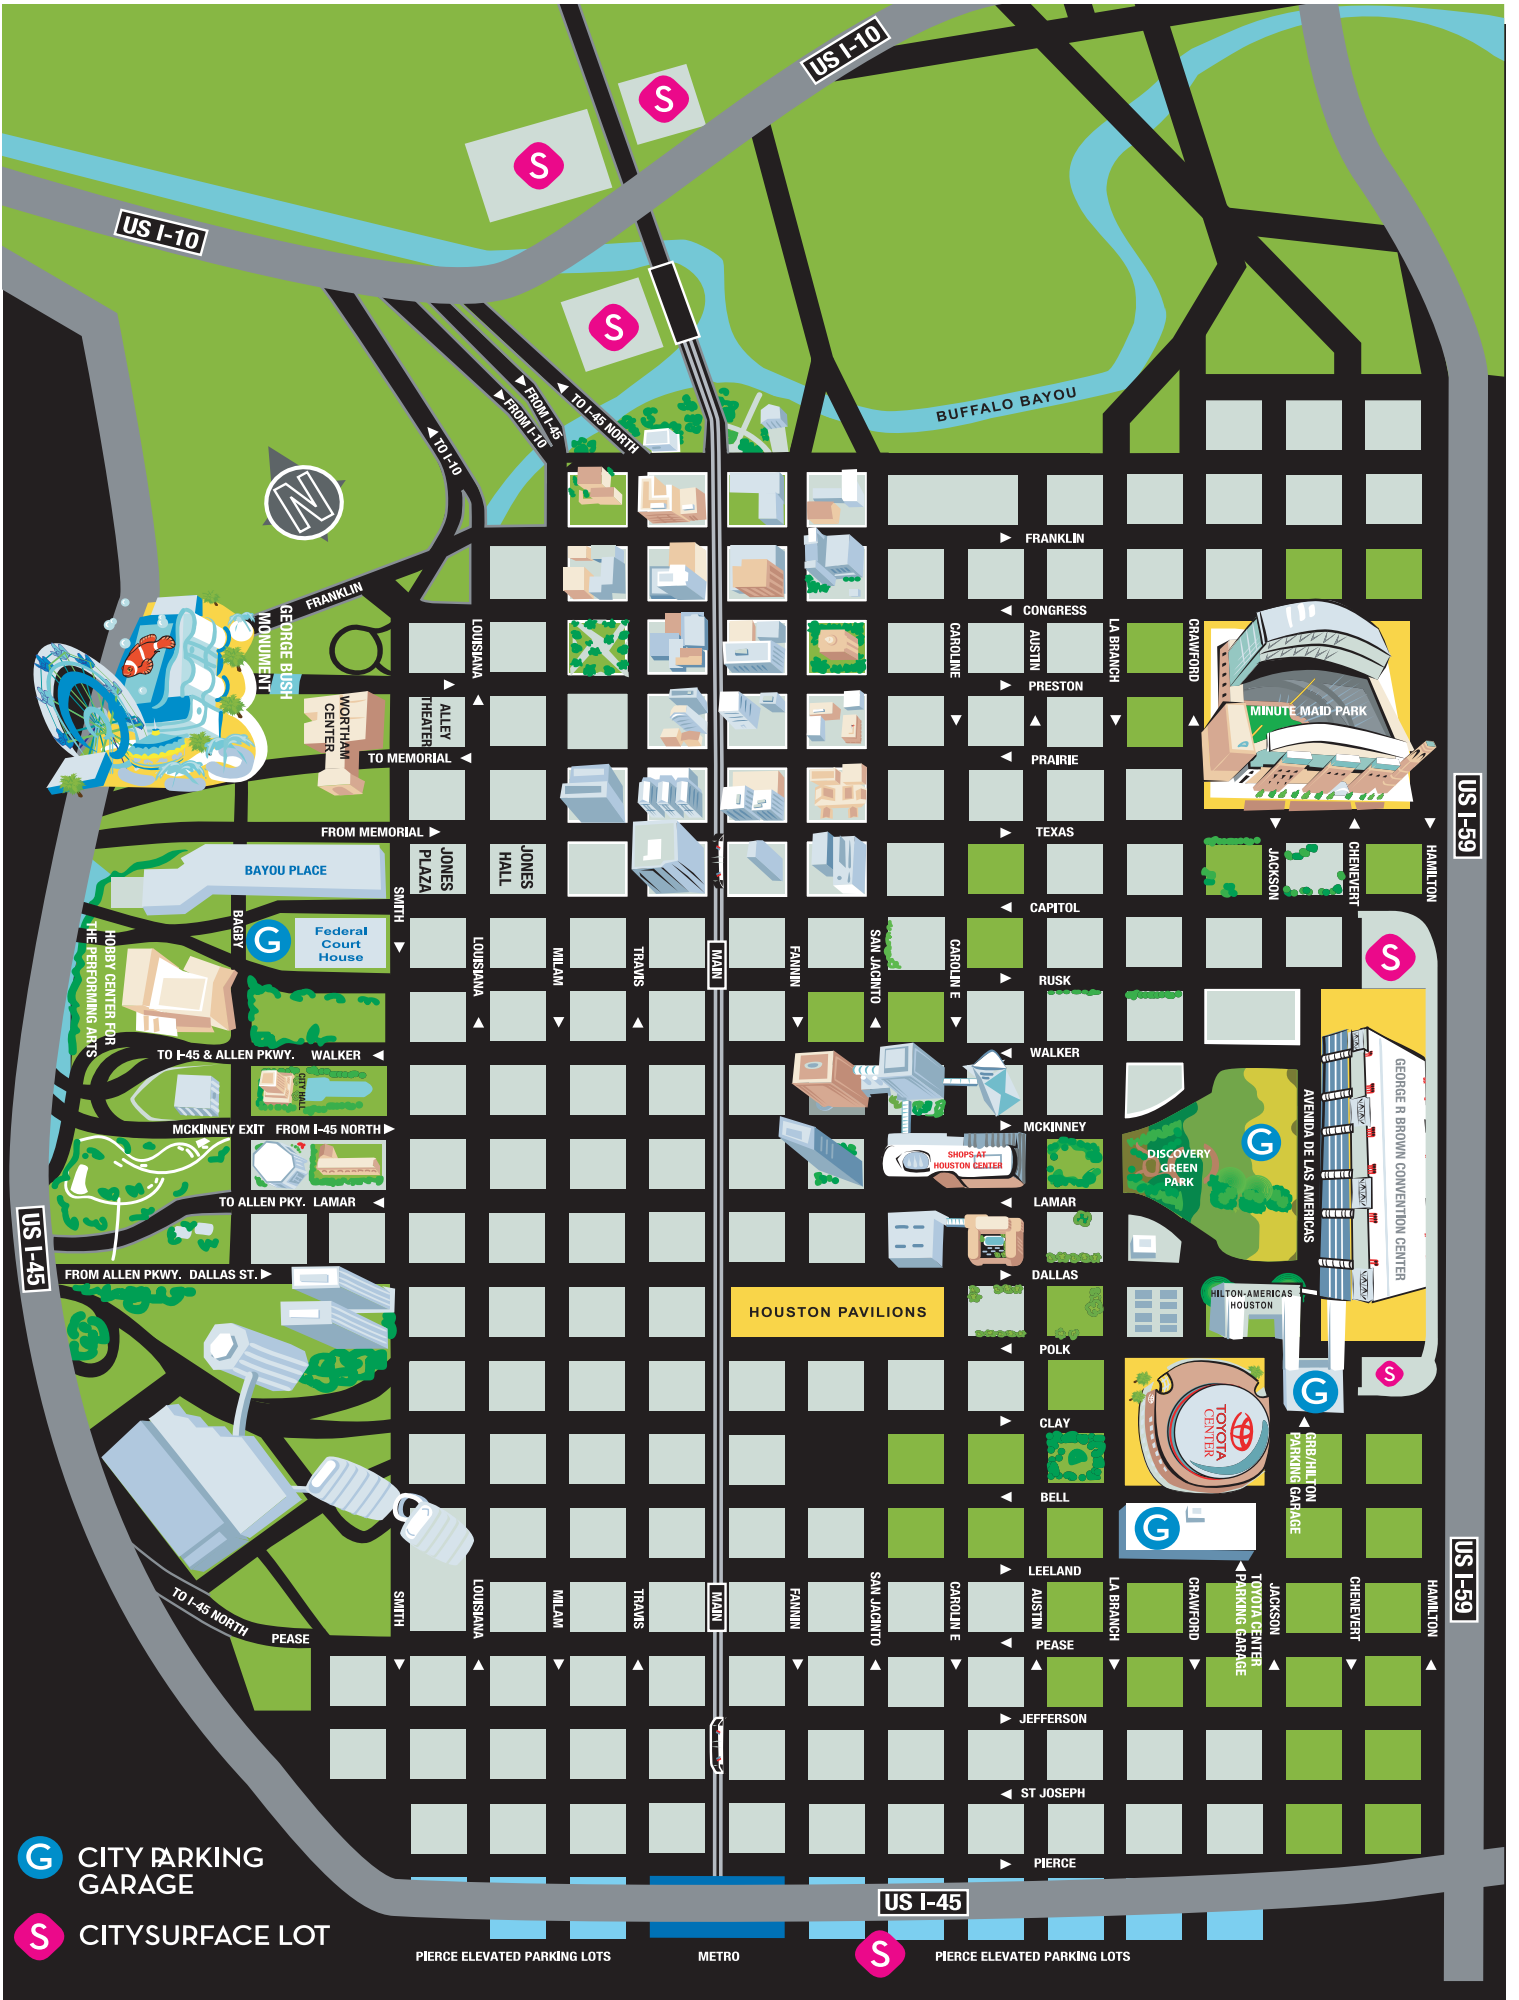 US I-10
S
S
US I-10
S
BUFFALO BAYOU
TO I-45 NORTH
FROM I-45
FROM I-10
TO I-10
N
FRANKLIN
FRANKLIN
CONGRESS
GEORGE BUSH
MONUMENT
LOUISIANA
CAROLINE
AUSTIN
LA BRANCH
CRAWFORD
PRESTON
WORTHAM
CENTER
ALLEY
THEATER
MINUTE MAID PARK
TO MEMORIAL
PRAIRIE
US I-59
FROM MEMORIAL
TEXAS
BAYOU PLACE
JONES
PLAZA
JONES
HALL
JACKSON
CHENEVERT
HAMILTON
SMITH
CAPITOL
BAGBY
G
Federal
Court
House
HOBBY CENTER FOR
THE PERFORMING ARTS
LOUISIANA
MILAM
TRAVIS
MAIN
FANNIN
SAN JACINTO
CAROLIN E
S
RUSK
TO I-45 & ALLEN PKWY. WALKER
WALKER
CITY HALL
GEORGE R BROWN CONVENTION CENTER
AVENIDA DE LAS AMERICAS
MCKINNEY EXIT FROM I-45 NORTH
MCKINNEY
G
SHOPS AT
HOUSTON CENTER
DISCOVERY
GREEN
PARK
TO ALLEN PKY. LAMAR
LAMAR
US I-45
FROM ALLEN PKWY. DALLAS ST.
DALLAS
HILTON-AMERICAS
HOUSTON
HOUSTON PAVILIONS
POLK
S
G
TOYOTA
CENTER
CLAY
GRB/HILTON
PARKING GARAGE
BELL
G
US I-59
LEELAND
TO I-45 NORTH
PEASE
SMITH
LOUISIANA
MILAM
TRAVIS
MAIN
FANNIN
SAN JACINTO
CAROLIN E
AUSTIN
LA BRANCH
CRAWFORD
TOYOTA CENTER
PARKING GARAGE
JACKSON
CHENEVERT
HAMILTON
PEASE
JEFFERSON
ST JOSEPH
PIERCE
G CITY PARKING
GARAGE
US I-45
S CITYSURFACE LOT
PIERCE ELEVATED PARKING LOTS
METRO
S
PIERCE ELEVATED PARKING LOTS